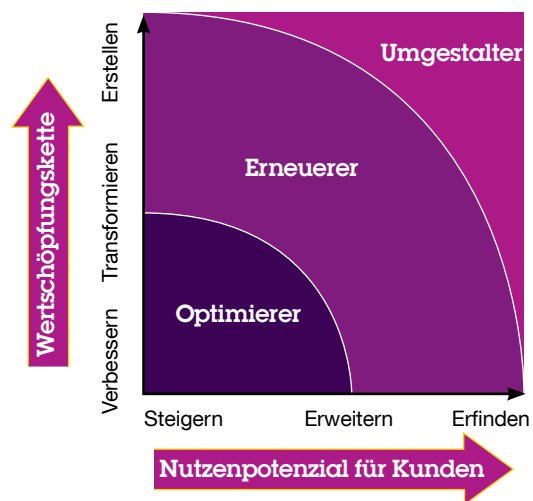 Umgestalter
Erneuerer
Optimierer
Wertschöpfungskette
Erstellen
Transformieren
Verbessern
Steigern Erweitern Erfinden
Nutzenpotenzial für Kunden